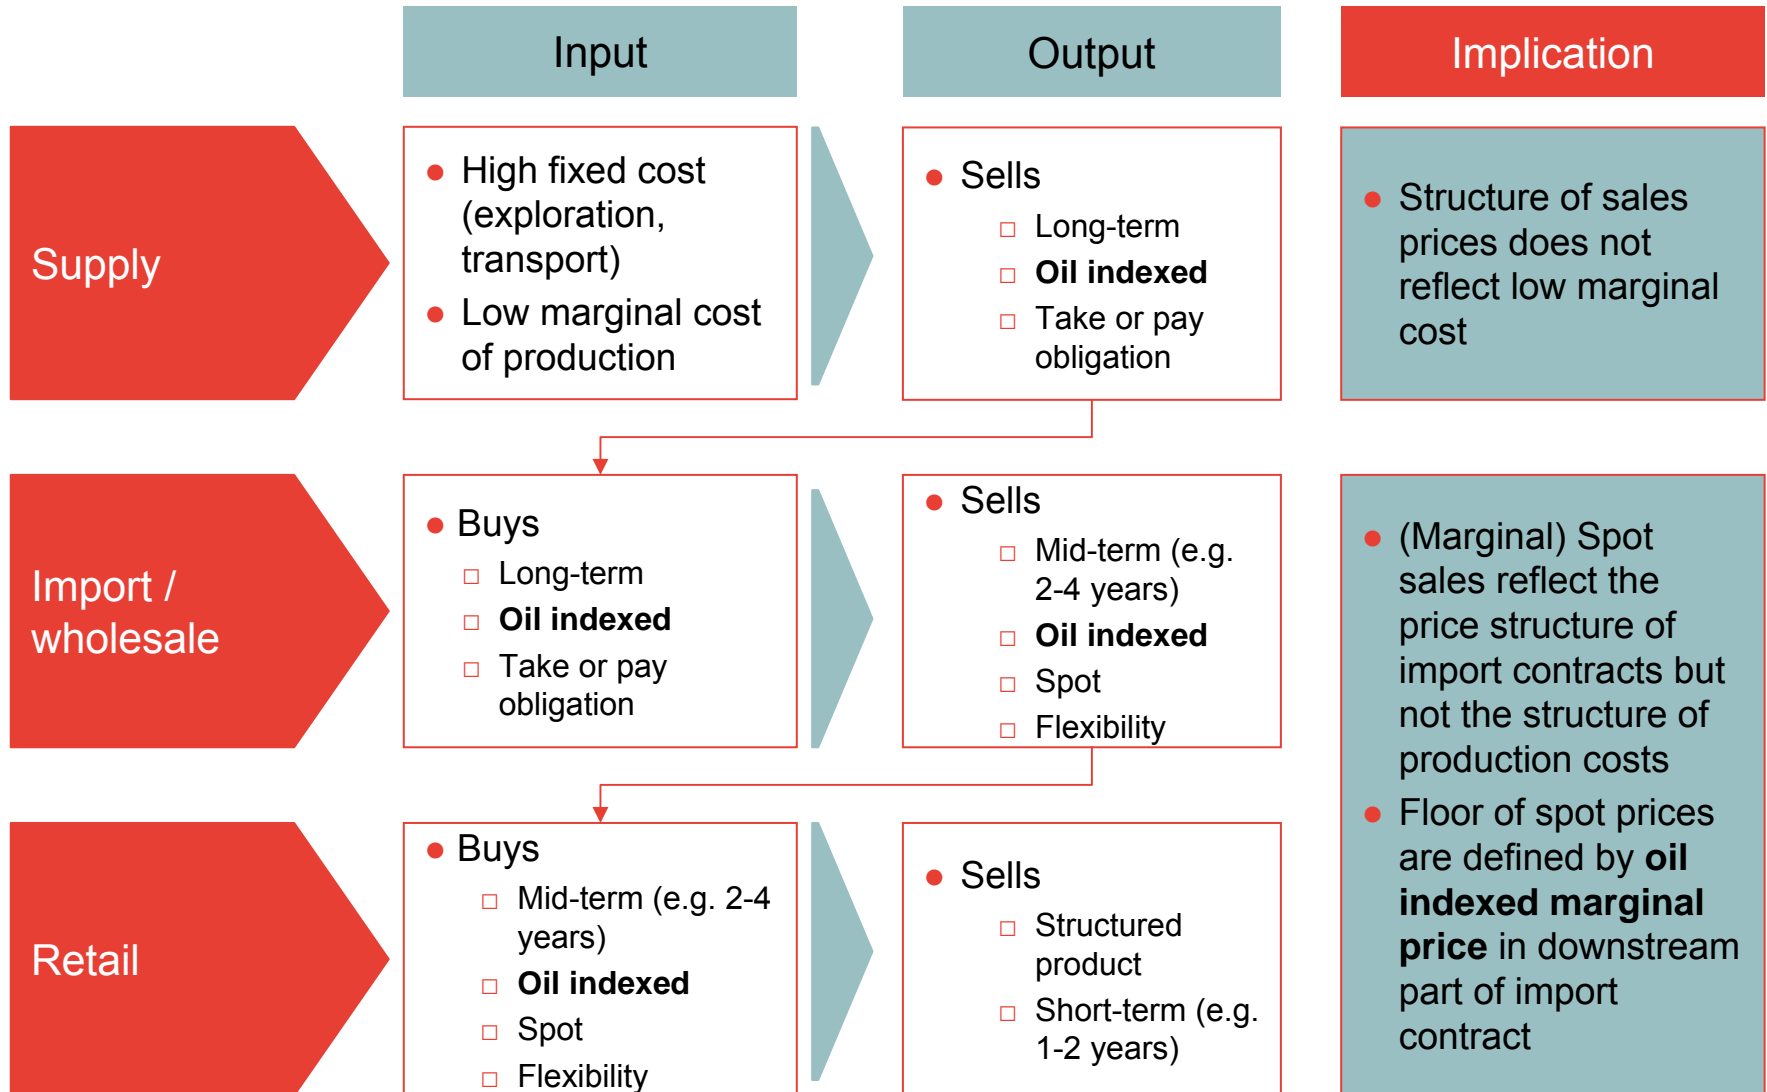 Input
Output
Implication
Supply
● High fixed cost
(exploration,
transport)
● Low marginal cost
of production
● Sells
□ Long-term
□ Oil indexed
□ Take or pay
obligation
● Structure of sales
prices does not
reflect low marginal
cost
Import /
wholesale
● Buys
□ Long-term
□ Oil indexed
□ Take or pay
obligation
● Sells
□ Mid-term (e.g.
2-4 years)
□ Oil indexed
□ Spot
□ Flexibility
● (Marginal) Spot
sales reflect the
price structure of
import contracts but
not the structure of
production costs
● Floor of spot prices
are defined by oil
indexed marginal
price in downstream
part of import
contract
Retail
● Buys
□ Mid-term (e.g. 2-4
years)
□ Oil indexed
□ Spot
□ Flexibility
● Sells
□ Structured
product
□ Short-term (e.g.
1-2 years)